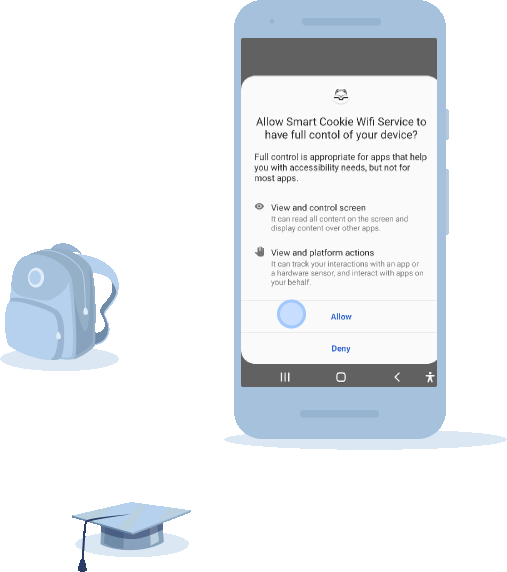 Allow Smart Cookie Wifi Service to
have full contol of your device?
Full control is appropriate for apps that help
you with accessibility needs, but not for
most apps.
View and control screen
It can read all content on the screen and
display content over other apps.
View and platform actions
It can track your interactions with an app or
a hardware sensor, and interact with apps on
your behalf.
Allow
Deny